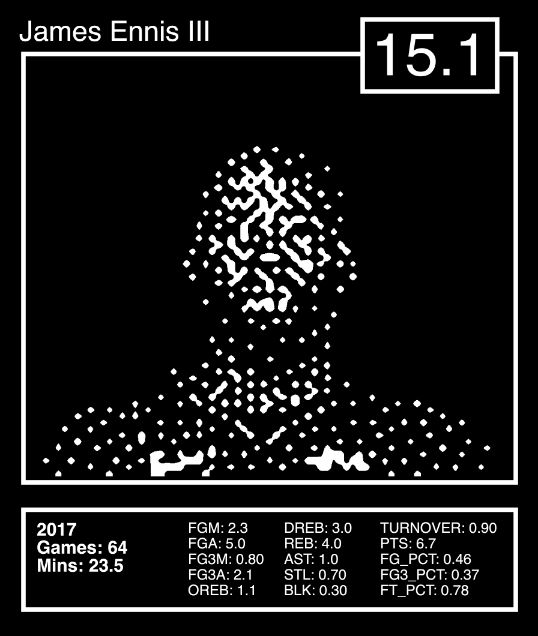 James Ennis III
15.1
2017
Games: 64
Mins: 23.5
FGM: 2.3
FGA: 5.0
FG3M: 0.80
FG3A: 2.1
OREB: 1.1
DREB: 3.0
REB: 4.0
AST: 1.0
STL: 0.70
BLK: 0.30
TURNOVER: 0.90
PTS: 6.7
FG_PCT: 0.46
FG3_PCT: 0.37
FT_PCT: 0.78